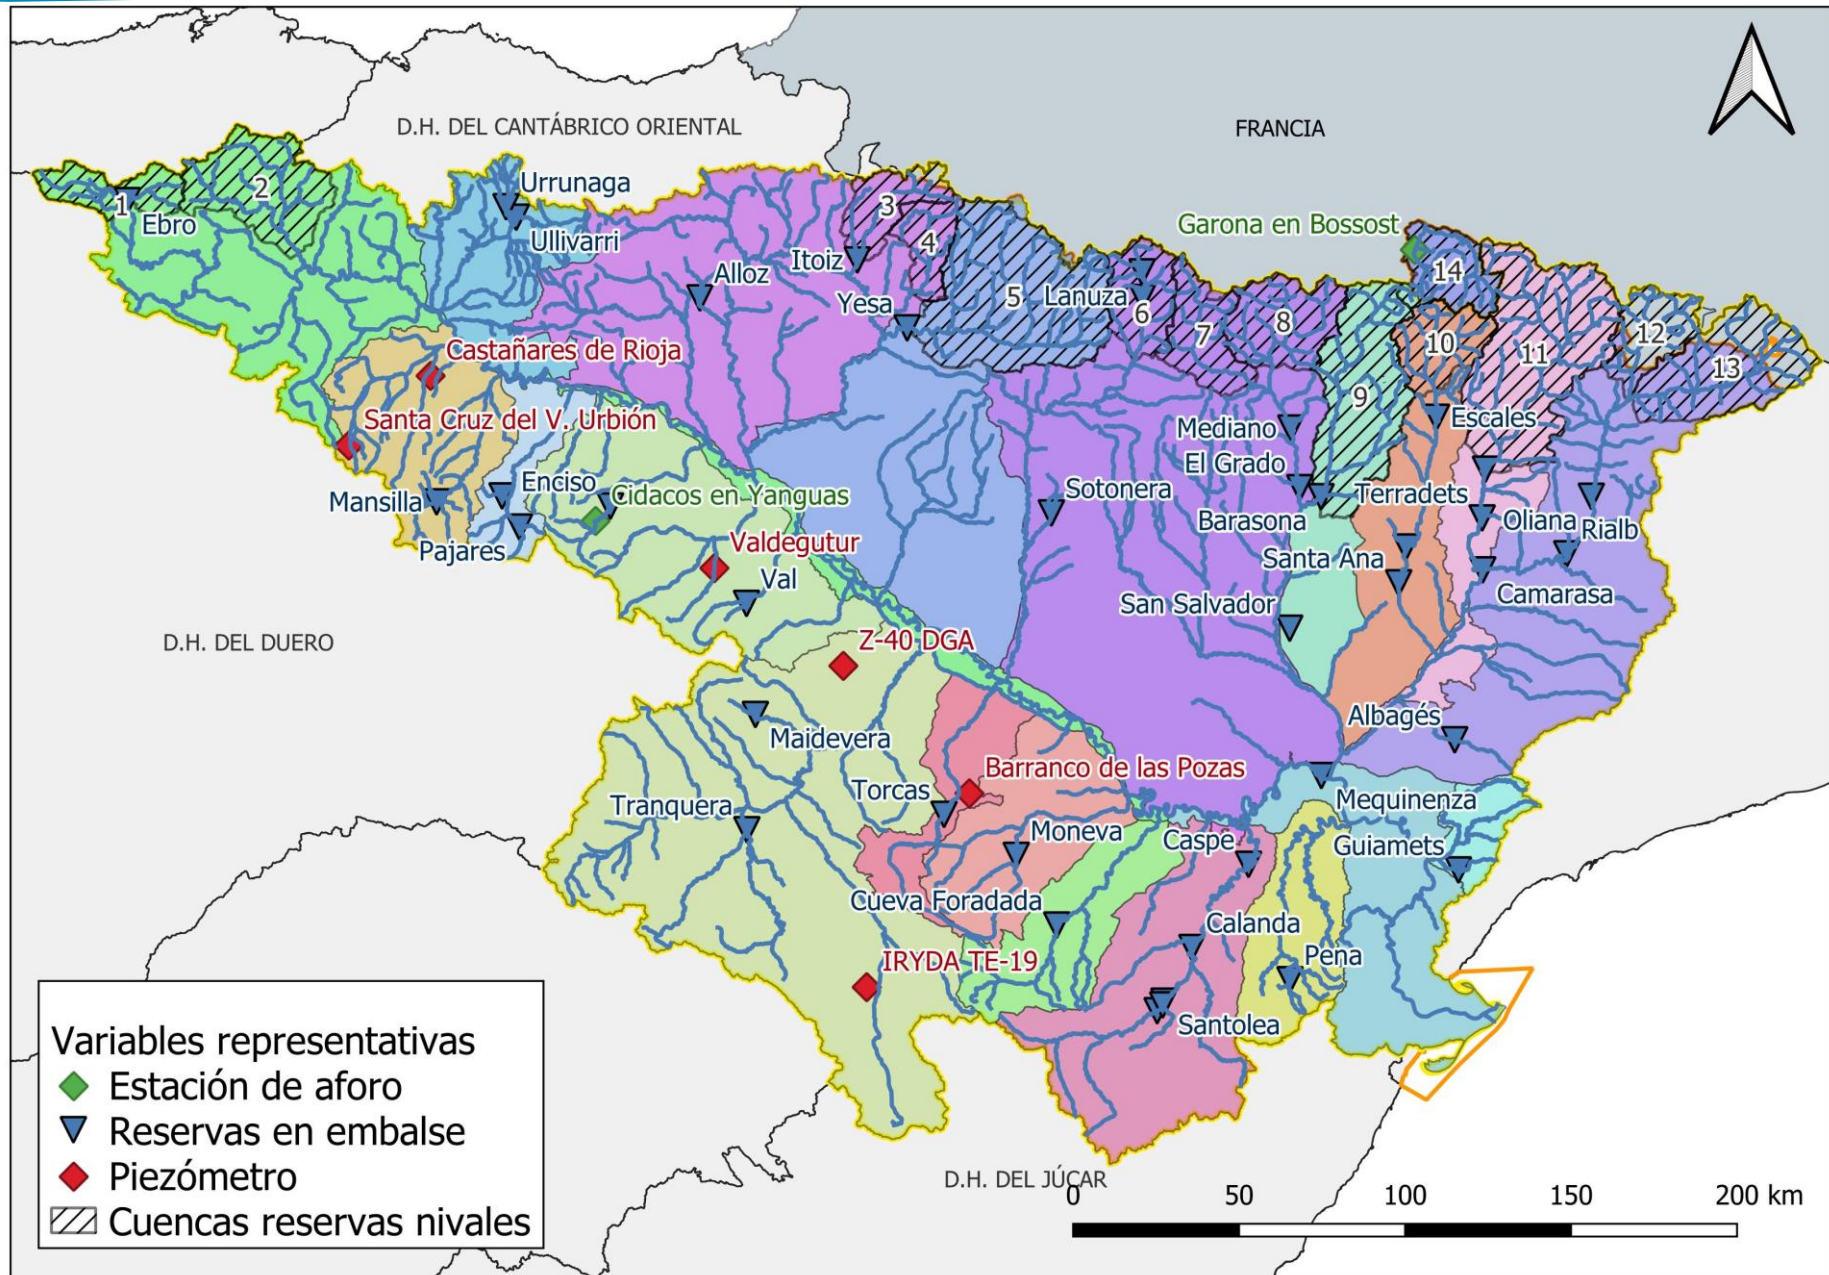 D.H. DEL CANTÁBRICO ORIENTAL
FRANCIA
Urrunaga
2
1
Ebro
Ullivarri
3
4
Itoiz
Alloz
Yesa
5
Lanuza
6
7
8
Garona en Bossost
14
9
10
11
12
13
Castañares de Rioja
Santa Cruz del V. Urbión
Mansilla
Enciso
Cidacos en Yanguas
Pajares
Valdegutur
Val
Mediano
Escales
El Grado
Sotonera
Terradets
Barasona
Oliana
Rialb
Santa Ana
San Salvador
Camarasa
D.H. DEL DUERO
Z-40 DGA
Maidevera
Albagés
Barranco de las Pozas
Torcas
Tranquera
Mequinenza
Moneva
Caspe
Guiamets
Cueva Foradada
Calanda
IRYDA TE-19
Pena
Santolea
D.H. DEL JÚCAR
Variables representativas
Estación de aforo
Reservas en embalse
Piezómetro
Cuencas reservas nivales
0 50 100 150 200 km